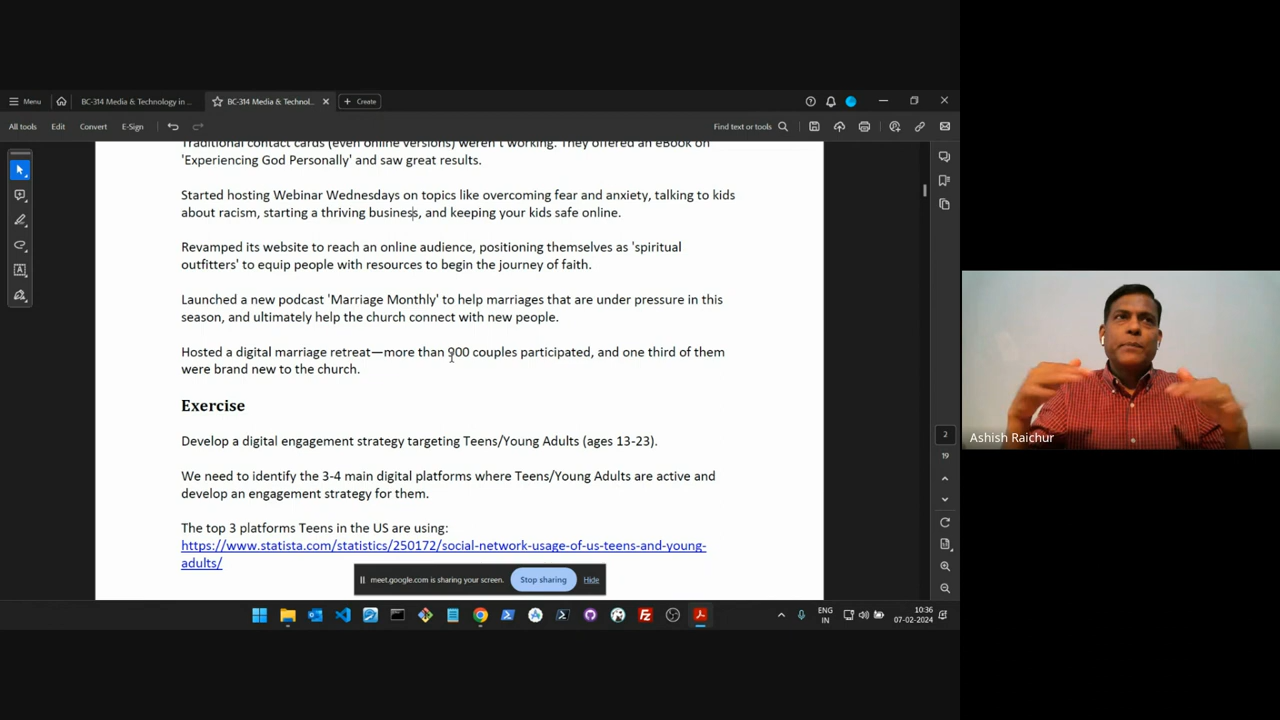 Menu
BC-314 Media & Technology in ...
BC-314 Media & Technol...
Create
All tools
Edit
Convert
E-Sign
Find text or tools
Traditional contact cards (even online versions) weren't working. They offered an eBook on
'Experiencing God Personally' and saw great results.
Started hosting Webinar Wednesdays on topics like overcoming fear and anxiety, talking to kids
about racism, starting a thriving business, and keeping your kids safe online.
Revamped its website to reach an online audience, positioning themselves as 'spiritual
outfitters' to equip people with resources to begin the journey of faith.
Launched a new podcast 'Marriage Monthly' to help marriages that are under pressure in this
season, and ultimately help the church connect with new people.
Hosted a digital marriage retreat—more than 900 couples participated, and one third of them
were brand new to the church.
Exercise
Develop a digital engagement strategy targeting Teens/Young Adults (ages 13-23).
We need to identify the 3-4 main digital platforms where Teens/Young Adults are active and
develop an engagement strategy for them.
The top 3 platforms Teens in the US are using:
https://www.statista.com/statistics/250172/social-network-usage-of-us-teens-and-young-
adults/
2
19
meet.google.com is sharing your screen.
Stop sharing
Hide
ENG
IN
10:36
07-02-2024
Ashish Raichur